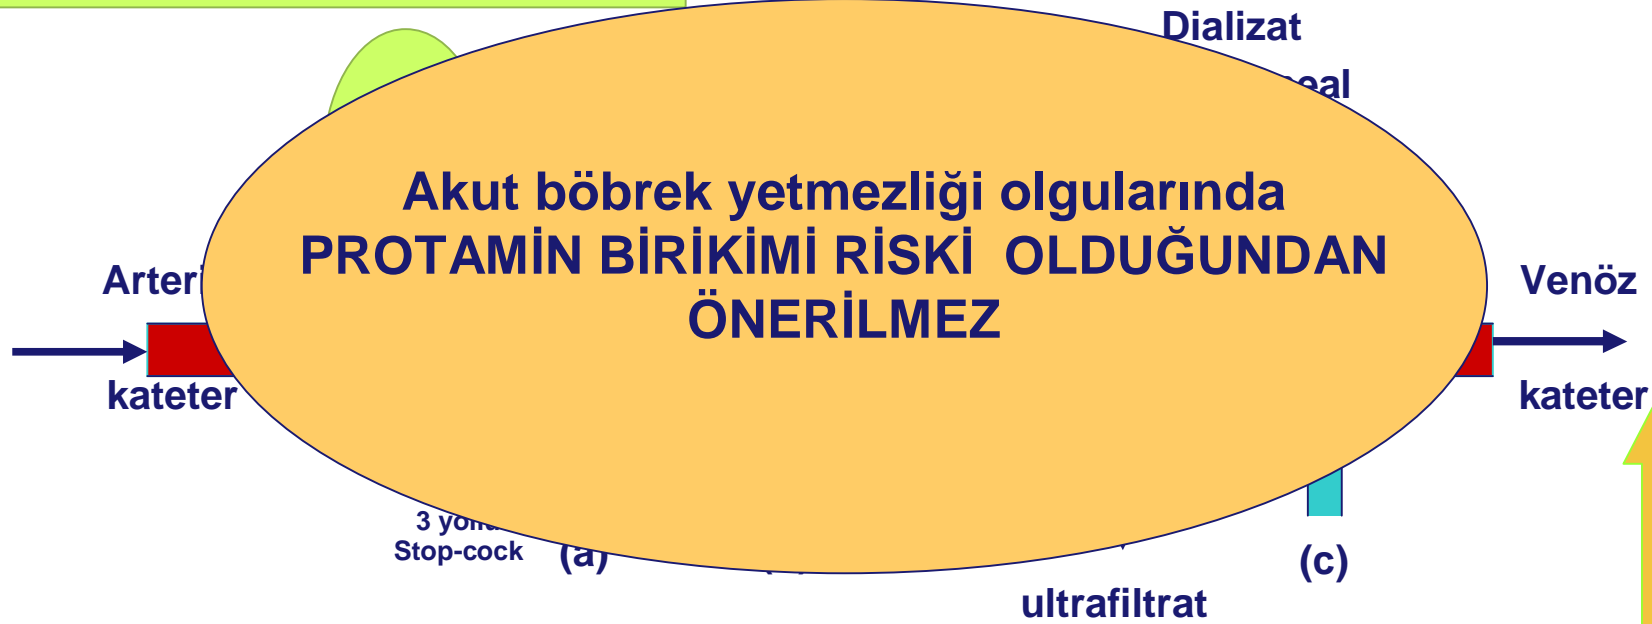 Dializat
Akut böbrek yetmezliği olgularında
PROTAMİN BİRİKİMİ RİSKİ OLDUĞUNDAN
ÖNERİLMEZ
Venöz
kateter
kateter
3
Stop-cock
(a)
(c)
ultrafiltrat